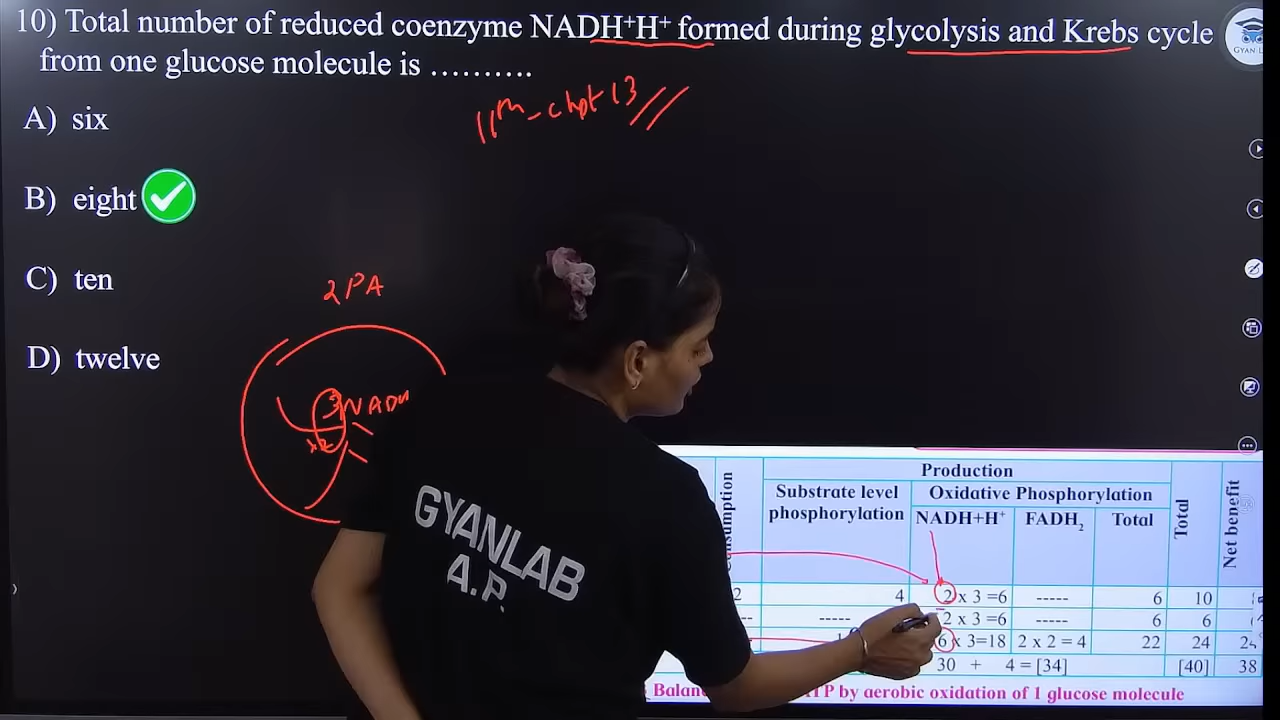 10) Total number of reduced coenzyme NADH⁺H⁺ formed during glycolysis and Krebs cycle
from one glucose molecule is ..........
GYAN
11th - chpt 13
A) six
B) eight
C) ten
D) twelve
2 PA
3 NADH
x2
GYANLAB
A.P.
Production
Substrate level
phosphorylation
Oxidative Phosphorylation
NADH+H⁺
FADH₂
Total
Total
Net benefit
2 4 2 x 3 =6 ----- 6 10
----- 2 x 3 =6 ----- 6 6
6 x 3=18 2 x 2 = 4 22 24
30 + 4 = [34] [40] 38
by aerobic oxidation of 1 glucose molecule